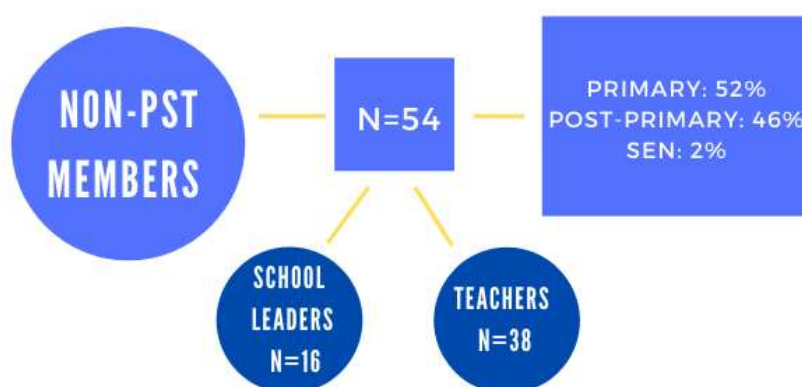 NON-PST
MEMBERS
N=54
PRIMARY: 52%
POST-PRIMARY: 46%
SEN: 2%
SCHOOL
LEADERS
N=16
TEACHERS
N=38